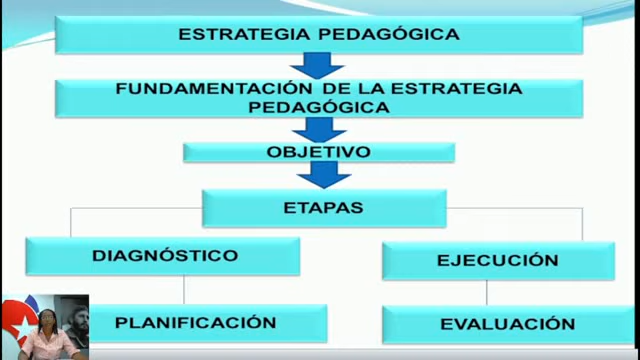 ESTRATEGIA PEDAGÓGICA
FUNDAMENTACIÓN DE LA ESTRATEGIA
PEDAGÓGICA
OBJETIVO
ETAPAS
DIAGNÓSTICO
EJECUCIÓN
PLANIFICACIÓN
EVALUACIÓN